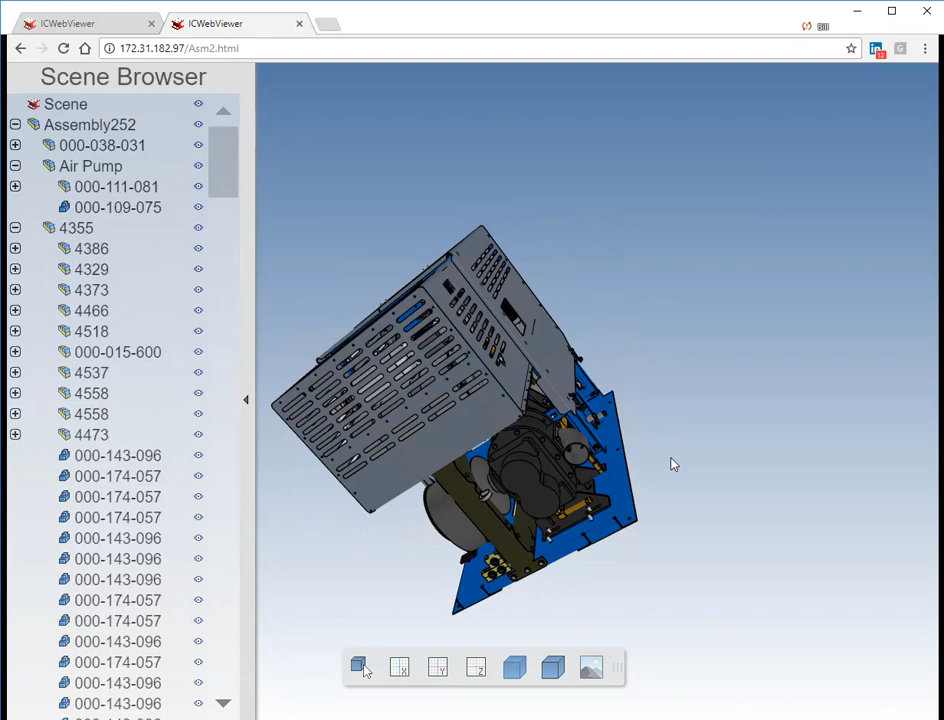 ICWebViewer
ICWebViewer
Bill
172.31.182.97/Asm2.html
12
G
Scene Browser
Scene
Assembly252
000-038-031
Air Pump
000-111-081
000-109-075
4355
4386
4329
4373
4466
4518
000-015-600
4537
4558
4558
4473
000-143-096
000-174-057
000-174-057
000-174-057
000-143-096
000-143-096
000-143-096
000-174-057
000-174-057
000-143-096
000-174-057
000-143-096
000-143-096
X
Y
Z